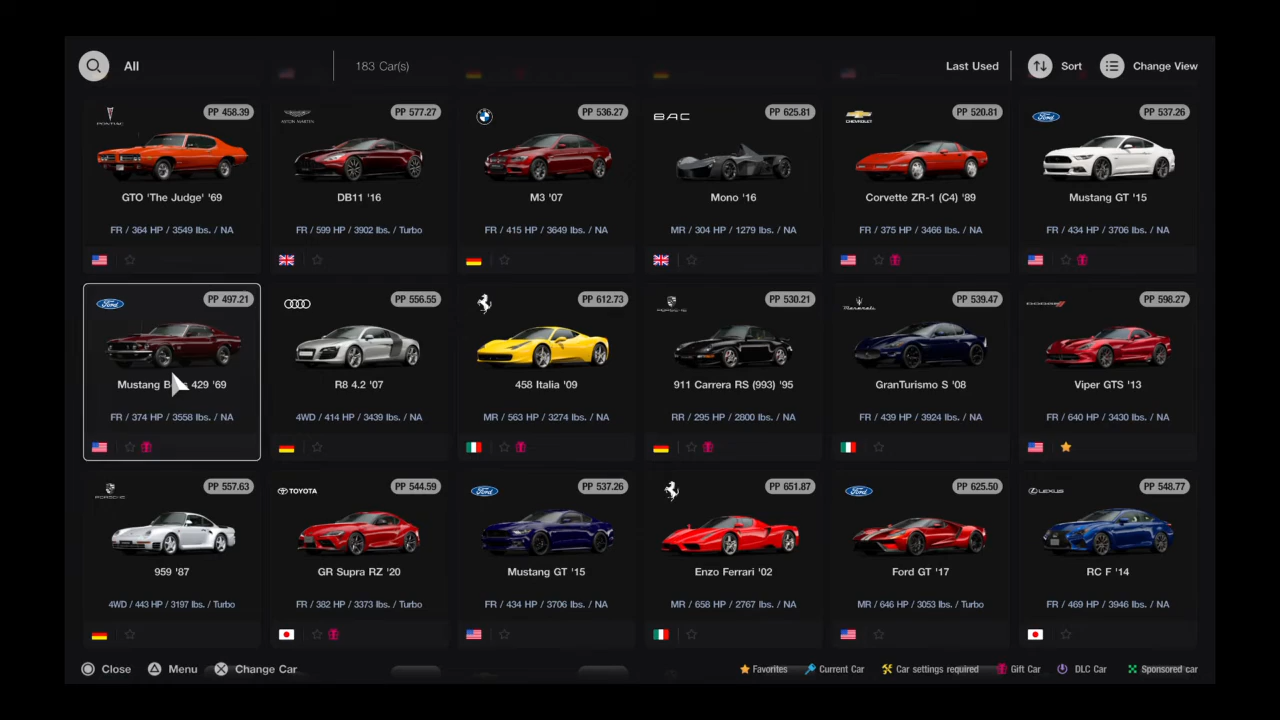 All
183 Car(s)
Last Used
Sort
Change View
PONTIAC
PP 458.39
GTO 'The Judge' '69
FR / 364 HP / 3549 lbs. / NA
ASTON MARTIN
PP 577.27
DB11 '16
FR / 599 HP / 3902 lbs. / Turbo
PP 536.27
M3 '07
FR / 415 HP / 3649 lbs. / NA
BAC
PP 625.81
Mono '16
MR / 304 HP / 1279 lbs. / NA
CHEVROLET
PP 520.81
Corvette ZR-1 (C4) '89
FR / 375 HP / 3466 lbs. / NA
Ford
PP 537.26
Mustang GT '15
FR / 434 HP / 3706 lbs. / NA
Ford
PP 497.21
Mustang B 429 '69
FR / 374 HP / 3558 lbs. / NA
PP 556.55
R8 4.2 '07
4WD / 414 HP / 3439 lbs. / NA
PP 612.73
458 Italia '09
MR / 563 HP / 3274 lbs. / NA
PORSCHE
PP 530.21
911 Carrera RS (993) '95
RR / 295 HP / 2800 lbs. / NA
Maserati
PP 539.47
GranTurismo S '08
FR / 439 HP / 3924 lbs. / NA
DODGE
PP 598.27
Viper GTS '13
FR / 640 HP / 3430 lbs. / NA
PORSCHE
PP 557.63
959 '87
4WD / 443 HP / 3197 lbs. / Turbo
TOYOTA
PP 544.59
GR Supra RZ '20
FR / 382 HP / 3373 lbs. / Turbo
Ford
PP 537.26
Mustang GT '15
FR / 434 HP / 3706 lbs. / NA
PP 651.87
Enzo Ferrari '02
MR / 658 HP / 2767 lbs. / NA
Ford
PP 625.50
Ford GT '17
MR / 646 HP / 3053 lbs. / Turbo
LEXUS
PP 548.77
RC F '14
FR / 469 HP / 3946 lbs. / NA
Close
Menu
Change Car
Favorites
Current Car
Car settings required
Gift Car
DLC Car
Sponsored car